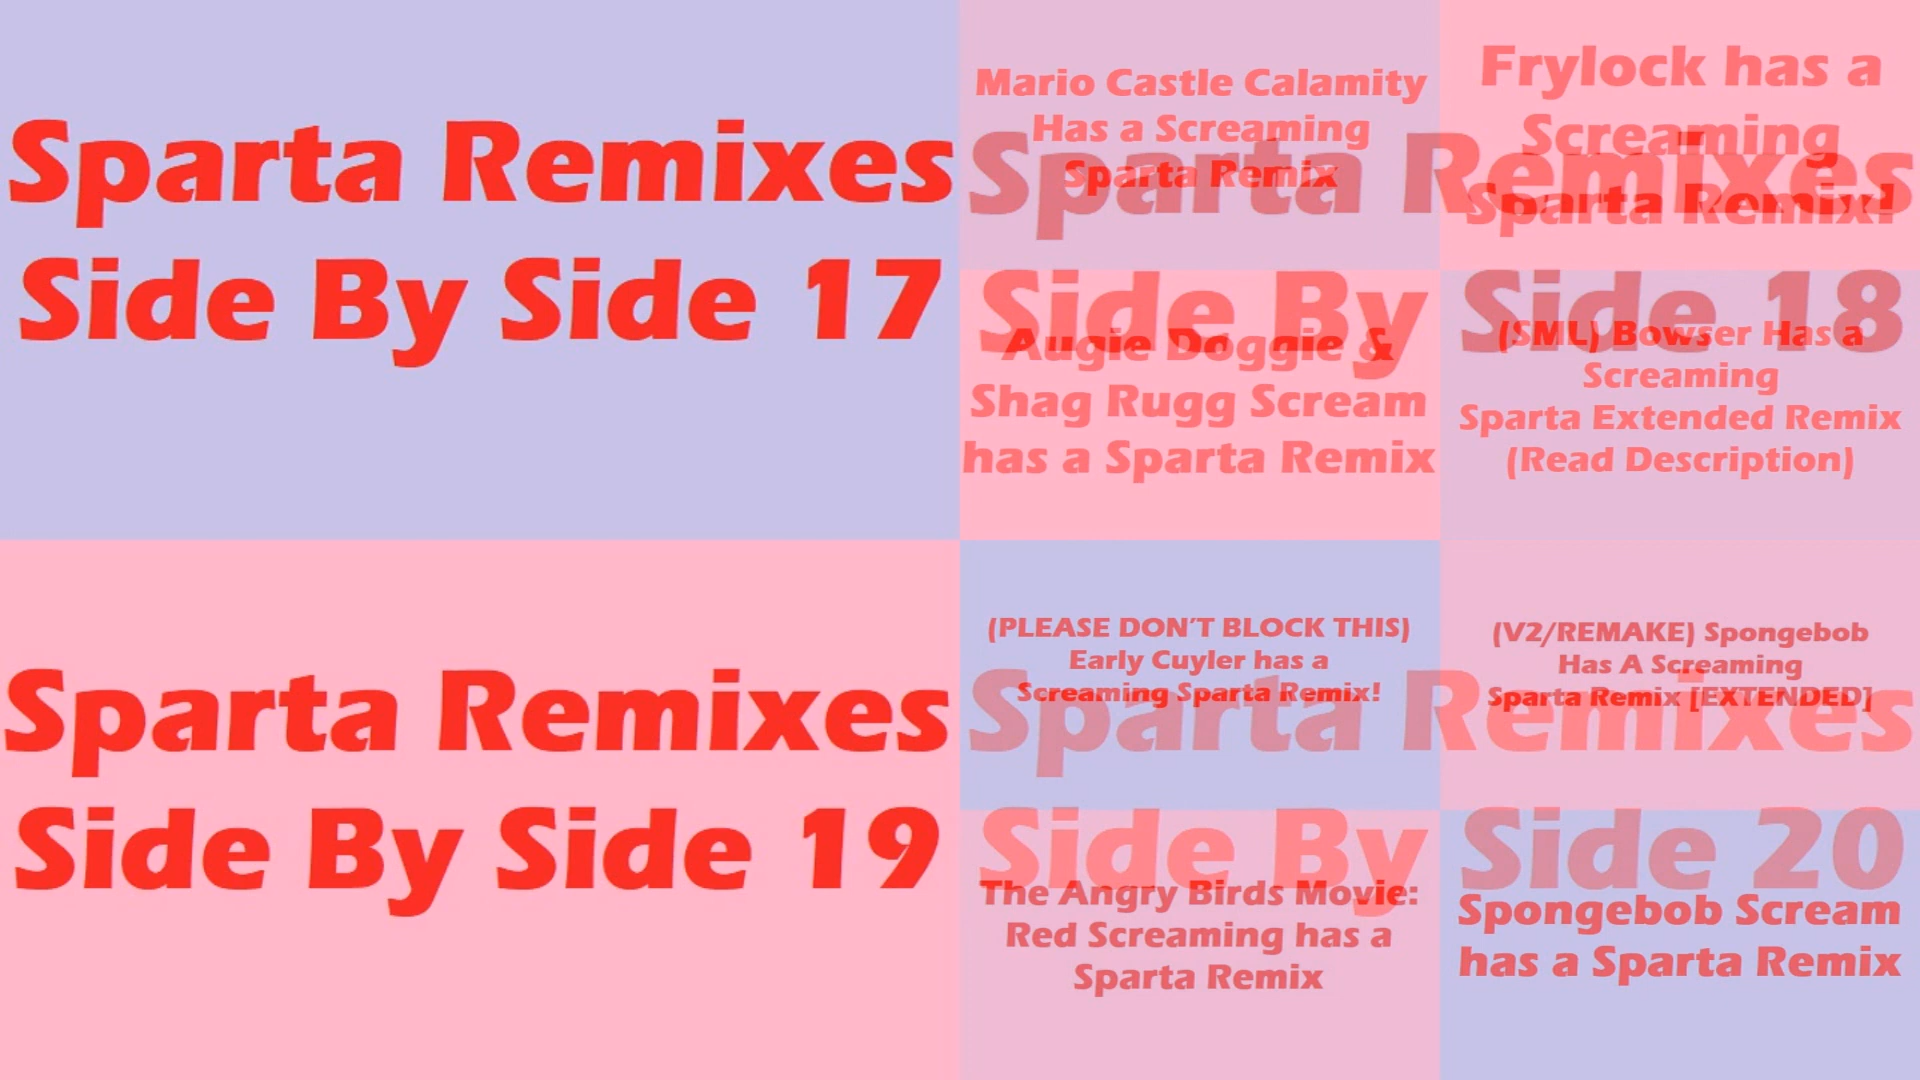 Sparta Remixes
Side By Side 17
Mario Castle Calamity
Has a Screaming
Sparta Remix
Frylock has a
Screaming
Sparta Remix!
Sparta Remixes
Side By Side 18
Augie Doggie &
Shag Rugg Scream
has a Sparta Remix
(SML) Bowser Has a
Screaming
Sparta Extended Remix
(Read Description)
Sparta Remixes
Side By Side 19
(PLEASE DON'T BLOCK THIS)
Early Cuyler has a
Screaming Sparta Remix!
(V2/REMAKE) Spongebob
Has A Screaming
Sparta Remix [EXTENDED]
Sparta Remixes
Side By Side 20
The Angry Birds Movie:
Red Screaming has a
Sparta Remix
Spongebob Scream
has a Sparta Remix